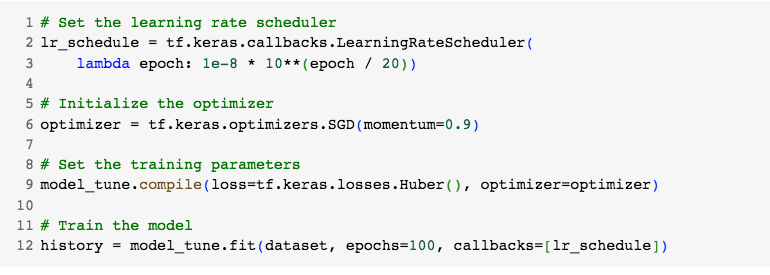 1 # Set the learning rate scheduler
2 lr_schedule = tf.keras.callbacks.LearningRateScheduler(
3     lambda epoch: 1e-8 * 10**(epoch / 20))
4
5 # Initialize the optimizer
6 optimizer = tf.keras.optimizers.SGD(momentum=0.9)
7
8 # Set the training parameters
9 model_tune.compile(loss=tf.keras.losses.Huber(), optimizer=optimizer)
10
11 # Train the model
12 history = model_tune.fit(dataset, epochs=100, callbacks=[lr_schedule])